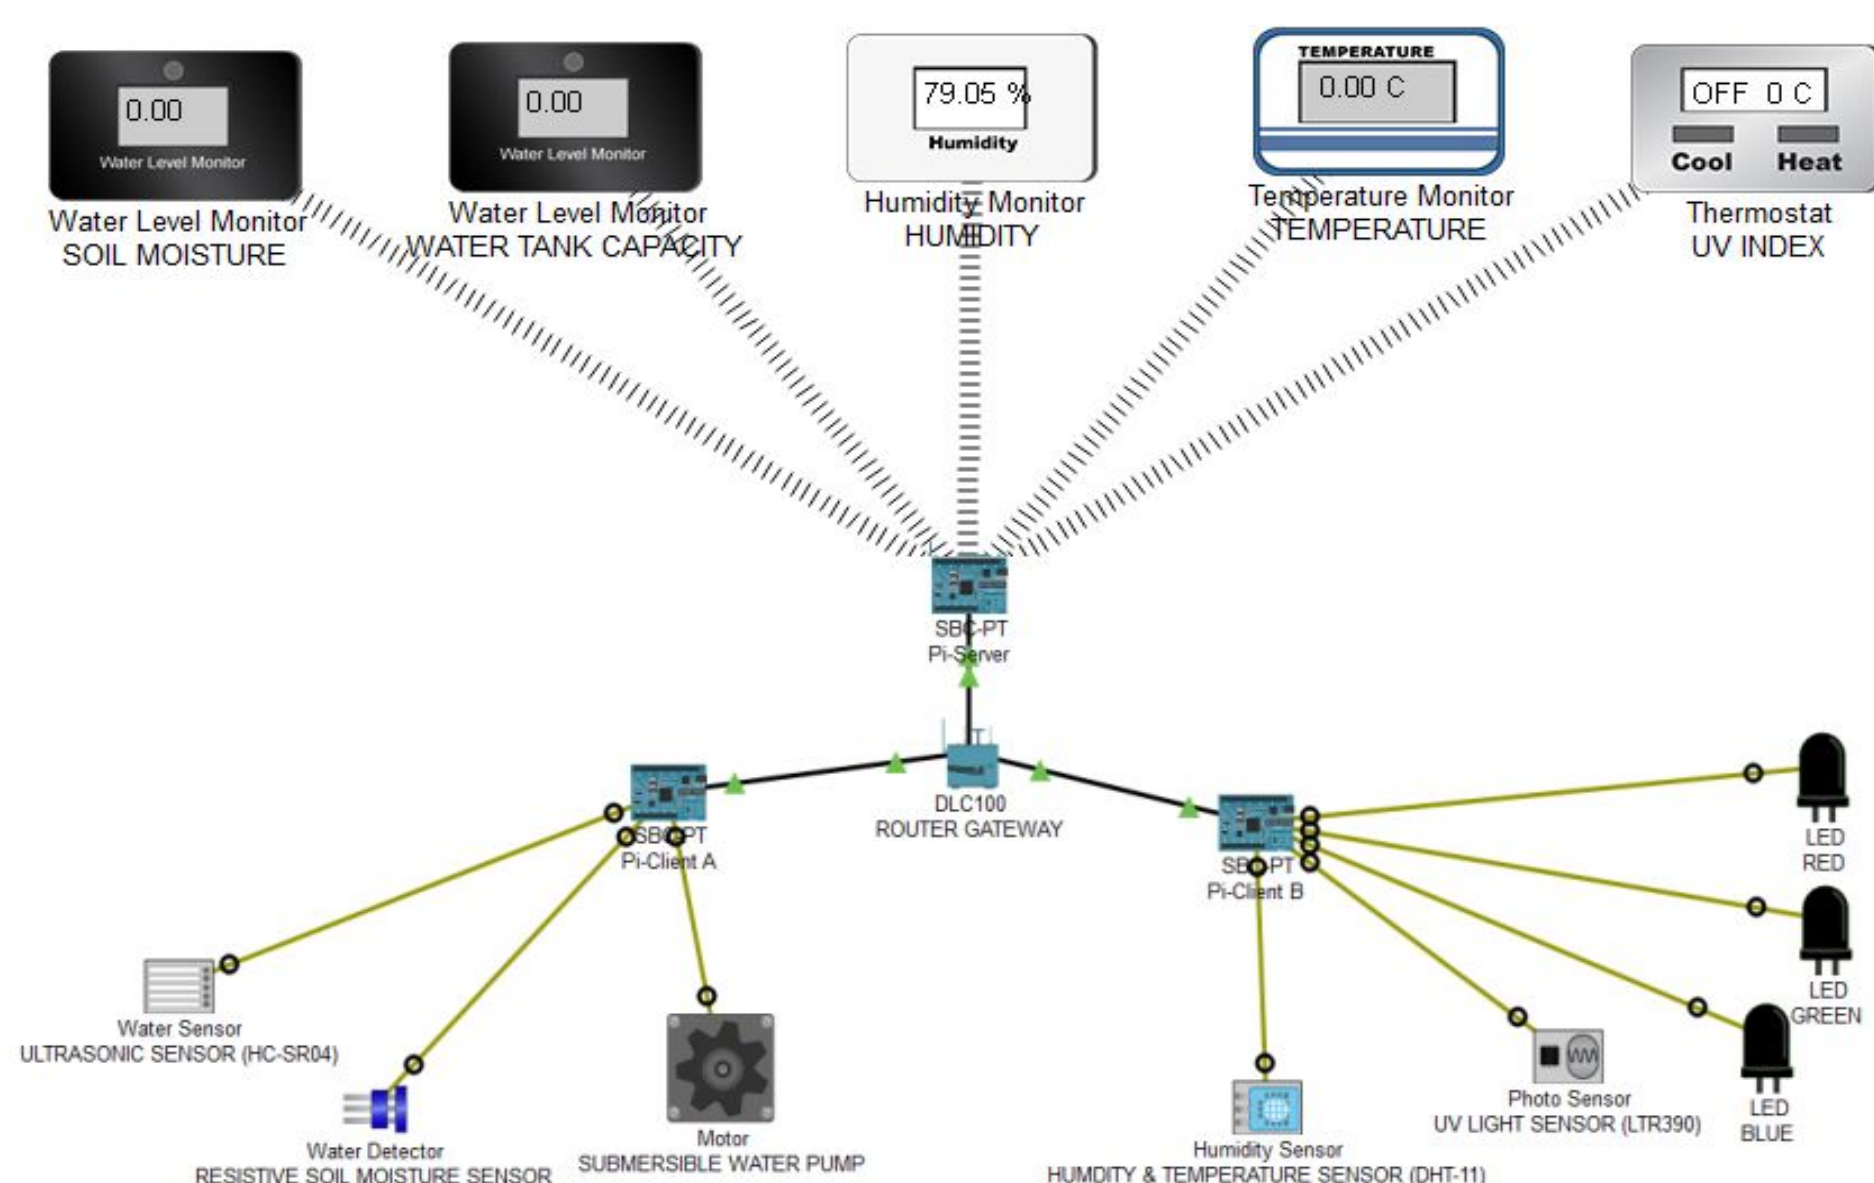 0.00
Water Level Monitor
Water Level Monitor
SOIL MOISTURE
0.00
Water Level Monitor
Water Level Monitor
WATER TANK CAPACITY
79.05 %
Humidity
Humidity Monitor
HUMIDITY
TEMPERATURE
0.00 C
Temperature Monitor
TEMPERATURE
OFF 0 C
Cool Heat
Thermostat
UV INDEX
SBC-PT
Pi-Server
DLC100
ROUTER GATEWAY
SBC-PT
Pi-Client A
SBC-PT
Pi-Client B
LED
RED
LED
GREEN
LED
BLUE
Water Sensor
ULTRASONIC SENSOR (HC-SR04)
Water Detector
RESISTIVE SOIL MOISTURE SENSOR
Motor
SUBMERSIBLE WATER PUMP
Humidity Sensor
HUMDITY & TEMPERATURE SENSOR (DHT-11)
Photo Sensor
UV LIGHT SENSOR (LTR390)